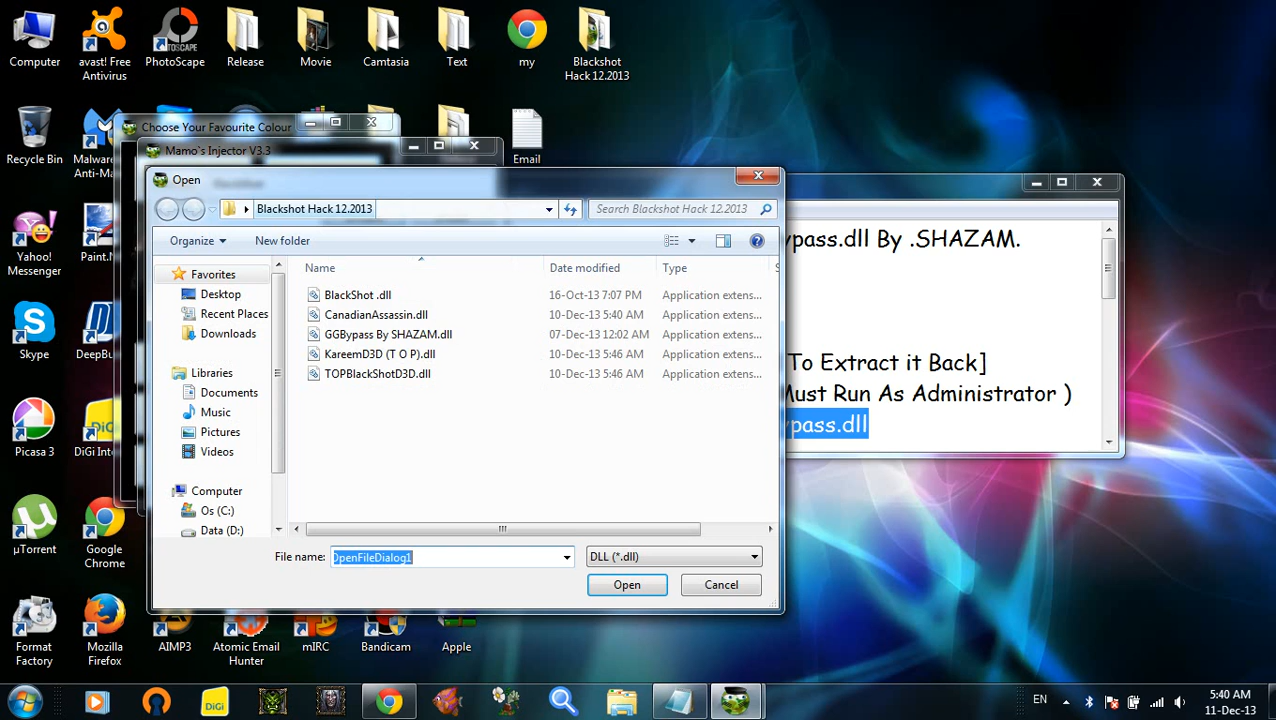 Computer
avast! Free
Antivirus
PhotoScape
Release
Movie
Camtasia
Text
my
Blackshot
Hack 12.2013
Recycle Bin
Malware
Anti-Ma
Email
Choose Your Favourite Colour
Mamo`s Injector V3.3
Open
Blackshot Hack 12.2013
Search Blackshot Hack 12.2013
Organize
New folder
Favorites
Desktop
Recent Places
Downloads
Libraries
Documents
Music
Pictures
Videos
Computer
Os (C:)
Data (D:)
Name
Date modified
Type
S
BlackShot .dll
16-Oct-13 7:07 PM
Application extens...
CanadianAssassin.dll
10-Dec-13 5:40 AM
Application extens...
GGBypass By SHAZAM.dll
07-Dec-13 12:02 AM
Application extens...
KareemD3D (T O P).dll
10-Dec-13 5:46 AM
Application extens...
TOPBlackShotD3D.dll
10-Dec-13 5:46 AM
Application extens...
File name:
OpenFileDialog1
DLL (*.dll)
Open
Cancel
ypass.dll By .SHAZAM.
To Extract it Back]
Must Run As Administrator )
ypass.dll
Yahoo!
Messenger
Paint.N
Skype
DeepBu
Picasa 3
DiGi Int
µTorrent
Google
Chrome
Format
Factory
Mozilla
Firefox
AIMP3
Atomic Email
Hunter
mIRC
Bandicam
Apple
DiGi
EN
5:40 AM
11-Dec-13